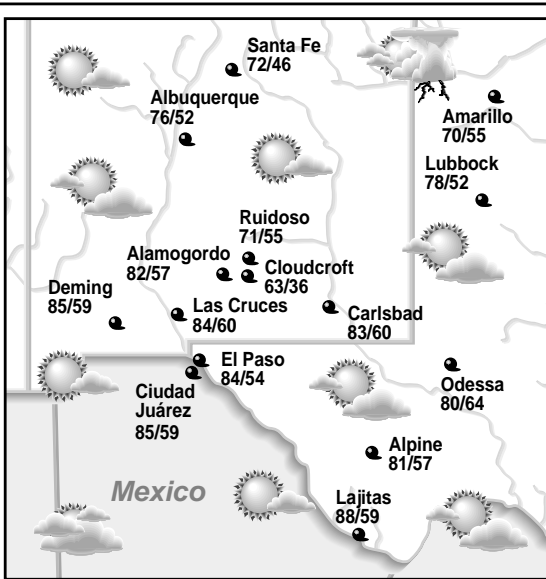 Santa Fe
72/46
Albuquerque
76/52
Amarillo
70/55
Lubbock
78/52
Ruidoso
71/55
Alamogordo
82/57
Cloudcroft
63/36
Deming
85/59
Las Cruces
84/60
Carlsbad
83/60
El Paso
84/54
Ciudad
Juárez
85/59
Odessa
80/64
Alpine
81/57
Mexico
Lajitas
88/59